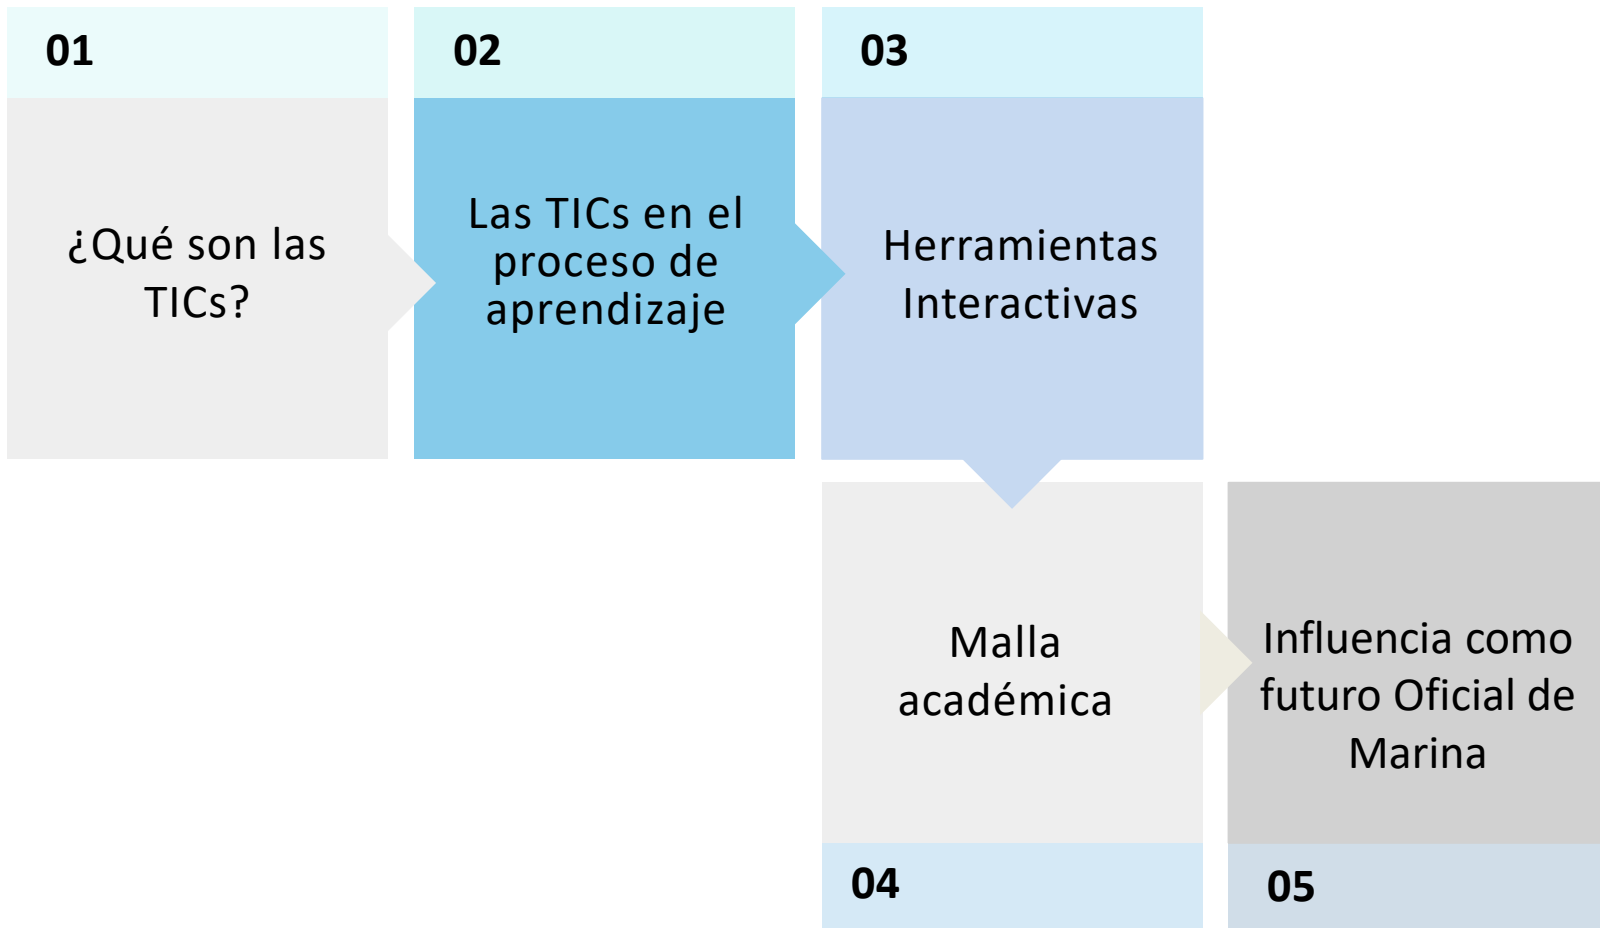 01
¿Qué son las
TICs?
02
Las TICs en el
proceso de
aprendizaje
03
Herramientas
Interactivas
Malla
académica
04
Influencia como
futuro Oficial de
Marina
05